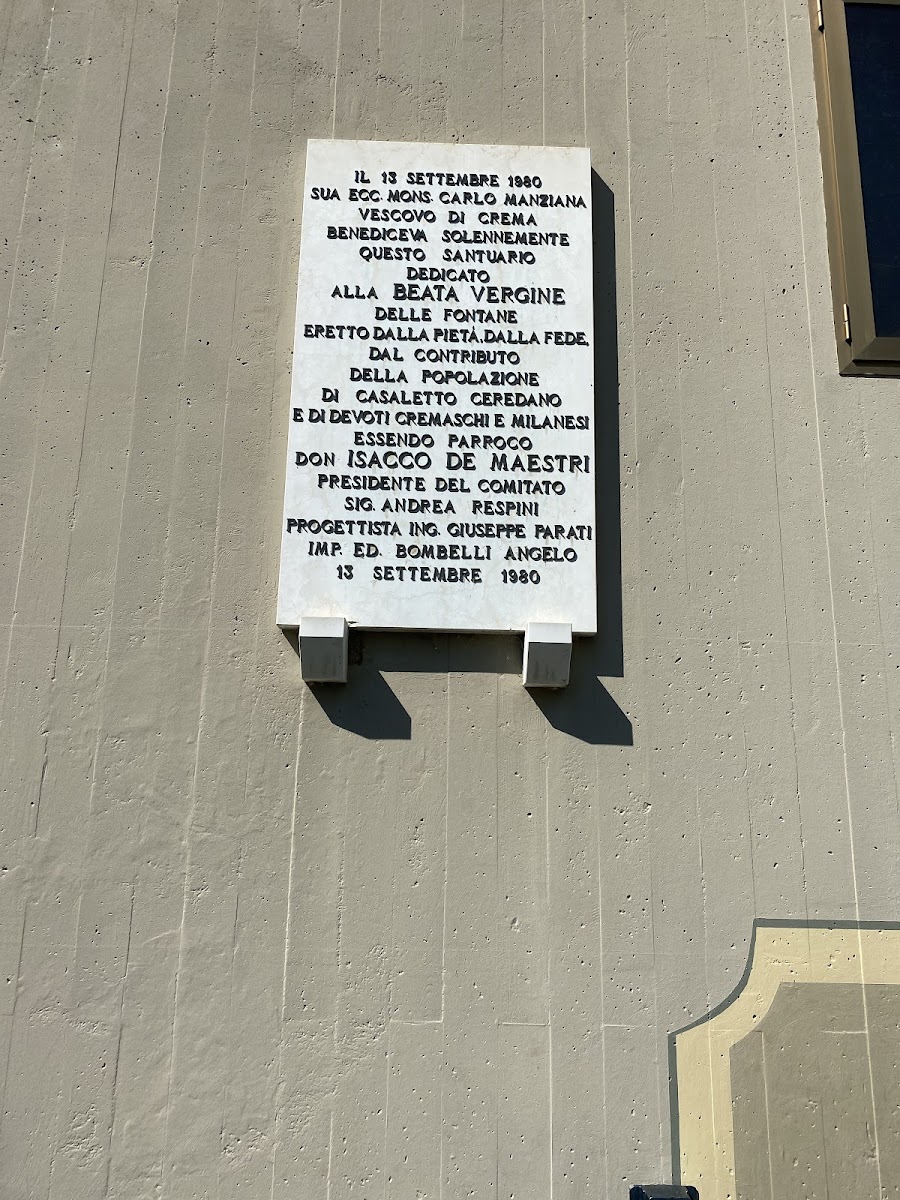 IL 13 SETTEMBRE 1980
SUA ECC. MONS. CARLO MANZIANA
VESCOVO DI CREMA
BENEDICEVA SOLENNEMENTE
QUESTO SANTUARIO
DEDICATO
ALLA BEATA VERGINE
DELLE FONTANE
ERETTO DALLA PIETÀ, DALLA FEDE,
DAL CONTRIBUTO
DELLA POPOLAZIONE
DI CASALETTO CEREDANO
E DI DEVOTI CREMASCHI E MILANESI
ESSENDO PARROCO
DON ISACCO DE MAESTRI
PRESIDENTE DEL COMITATO
SIG. ANDREA RESPINI
PROGETTISTA ING. GIUSEPPE PARATI
IMP. ED. BOMBELLI ANGELO
13 SETTEMBRE 1980